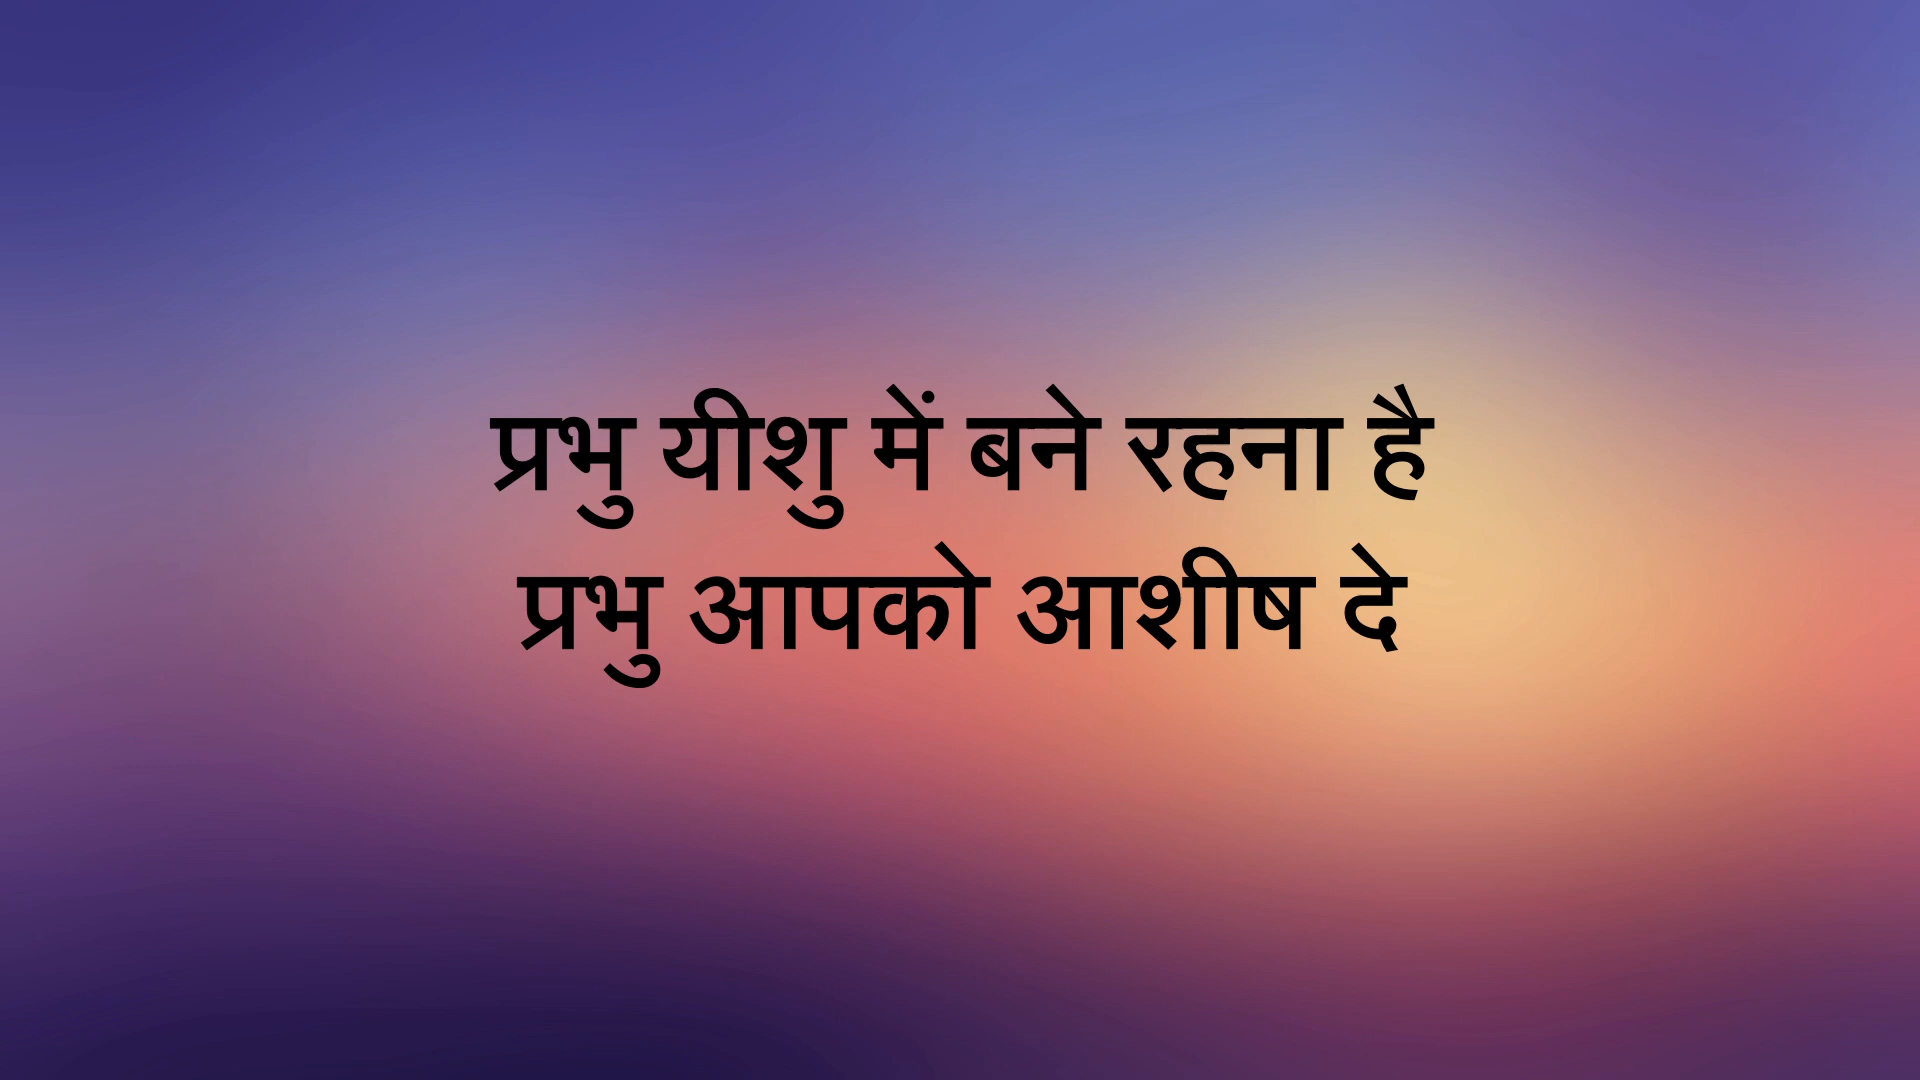 प्रभु यीशु में बने रहना है
प्रभु आपको आशीष दे